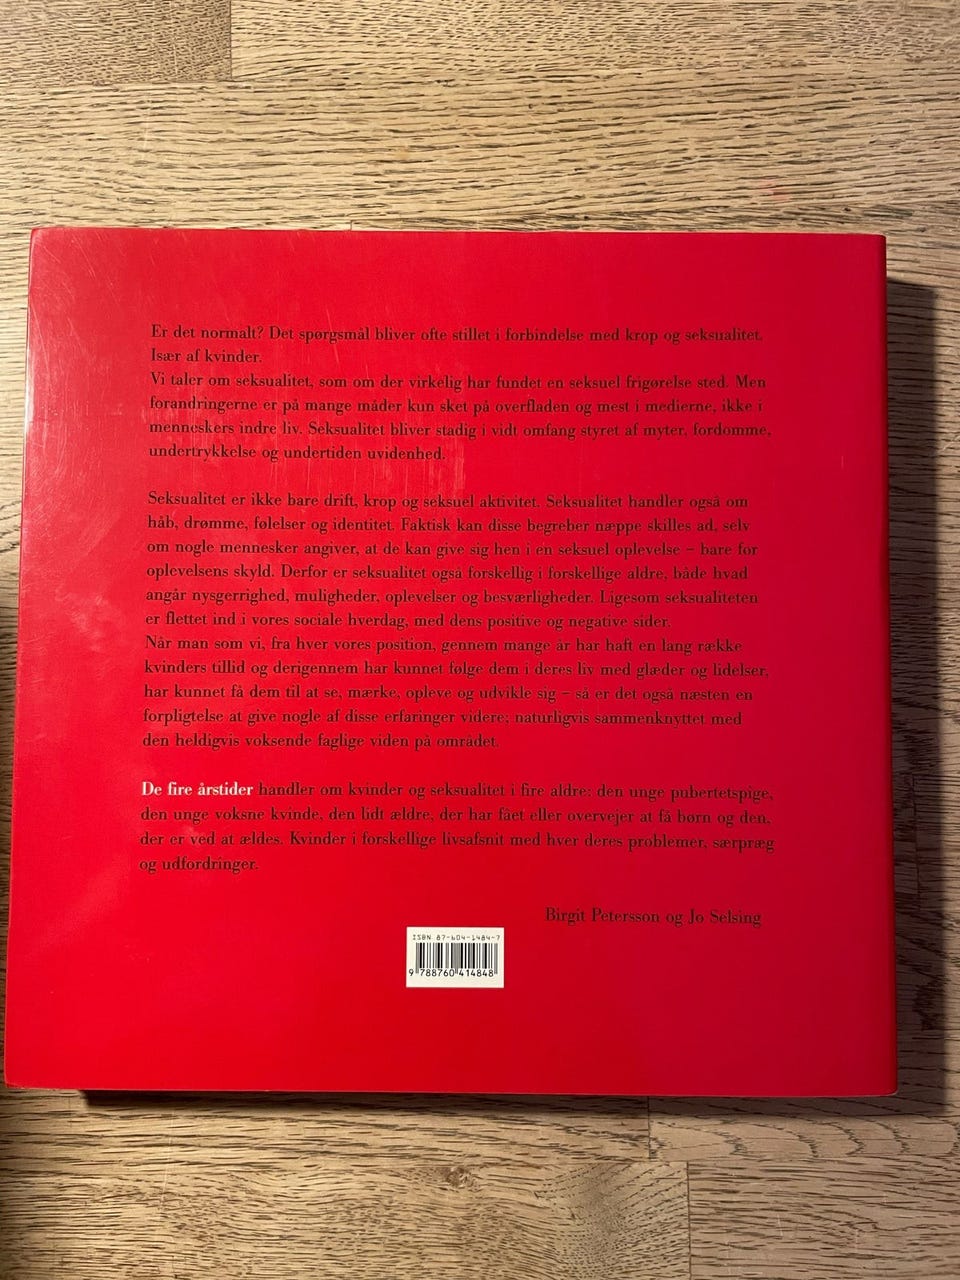 Er det normalt? Det spørgsmål bliver ofte stillet i forbindelse med krop og seksualitet.
Især af kvinder.
Vi taler om seksualitet, som om der virkelig har fundet en seksuel frigørelse sted. Men
forandringerne er på mange måder kun sket på overfladen og mest i medierne, ikke i
menneskers indre liv. Seksualitet bliver stadig i vidt omfang styret af myter, fordomme,
undertrykkelse og undertiden uvidenhed.
Seksualitet er ikke bare drift, krop og seksuel aktivitet. Seksualitet handler også om
håb, drømme, følelser og identitet. Faktisk kan disse begreber næppe skilles ad, selv
om nogle mennesker angiver, at de kan give sig hen i en seksuel oplevelse – bare for
oplevelsens skyld. Derfor er seksualitet også forskellig i forskellige aldre, både hvad
angår nysgerrighed, muligheder, oplevelser og besværligheder. Ligesom seksualiteten
er flettet ind i vores sociale hverdag, med dens positive og negative sider.
Når man som vi, fra hver vores position, gennem mange år har haft en lang række
kvinders tillid og derigennem har kunnet følge dem i deres liv med glæder og lidelser,
har kunnet få dem til at se, mærke, opleve og udvikle sig – så er det også næsten en
forpligtelse at give nogle af disse erfaringer videre; naturligvis sammenknyttet med
den heldigvis voksende faglige viden på området.
De fire årstider handler om kvinder og seksualitet i fire aldre: den unge pubertetspige,
den unge voksne kvinde, den lidt ældre, der har fået eller overvejer at få børn og den,
der er ved at ældes. Kvinder i forskellige livsafsnit med hver deres problemer, særpræg
og udfordringer.
Birgit Petersson og Jo Selsing
ISBN 87-604-1484-7
9 788760 414848